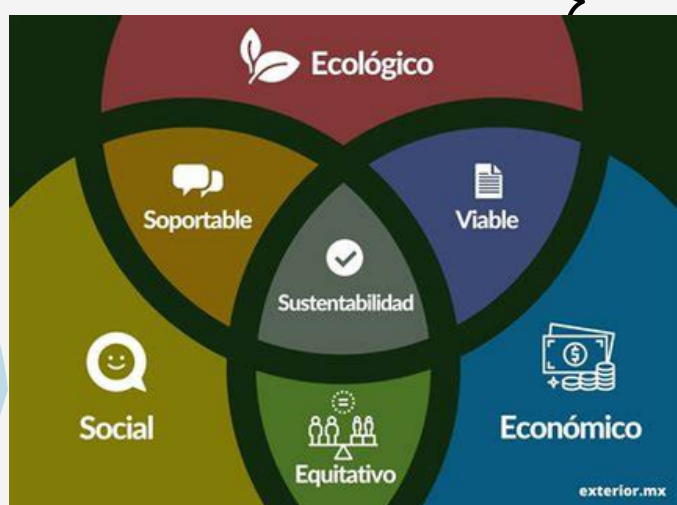 Ecológico
Soportable
Viable
Sustentabilidad
Social
Económico
Equitativo
exterior.mx